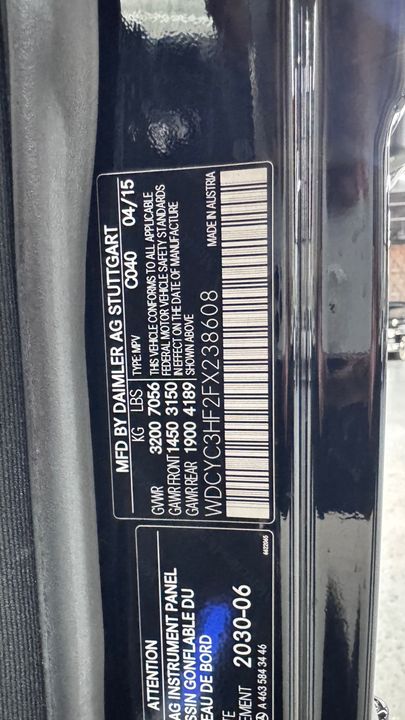 MFD BY DAIMLER AG STUTTGART
KG LBS TYPE: MPV C040 04/15
GVWR 3200 7056 THIS VEHICLE CONFORMS TO ALL APPLICABLE
GAWR FRONT 1450 3150 FEDERAL MOTOR VEHICLE SAFETY STANDARDS
IN EFFECT ON THE DATE OF MANUFACTURE
GAWR REAR 1900 4189 SHOWN ABOVE
WDCYC3HF2FX238608 MADE IN AUSTRIA
ATTENTION
AG INSTRUMENT PANEL
SSIN GONFLABLE DU
EAU DE BORD
TE
EMENT 2030-06
A 463 584 34 46